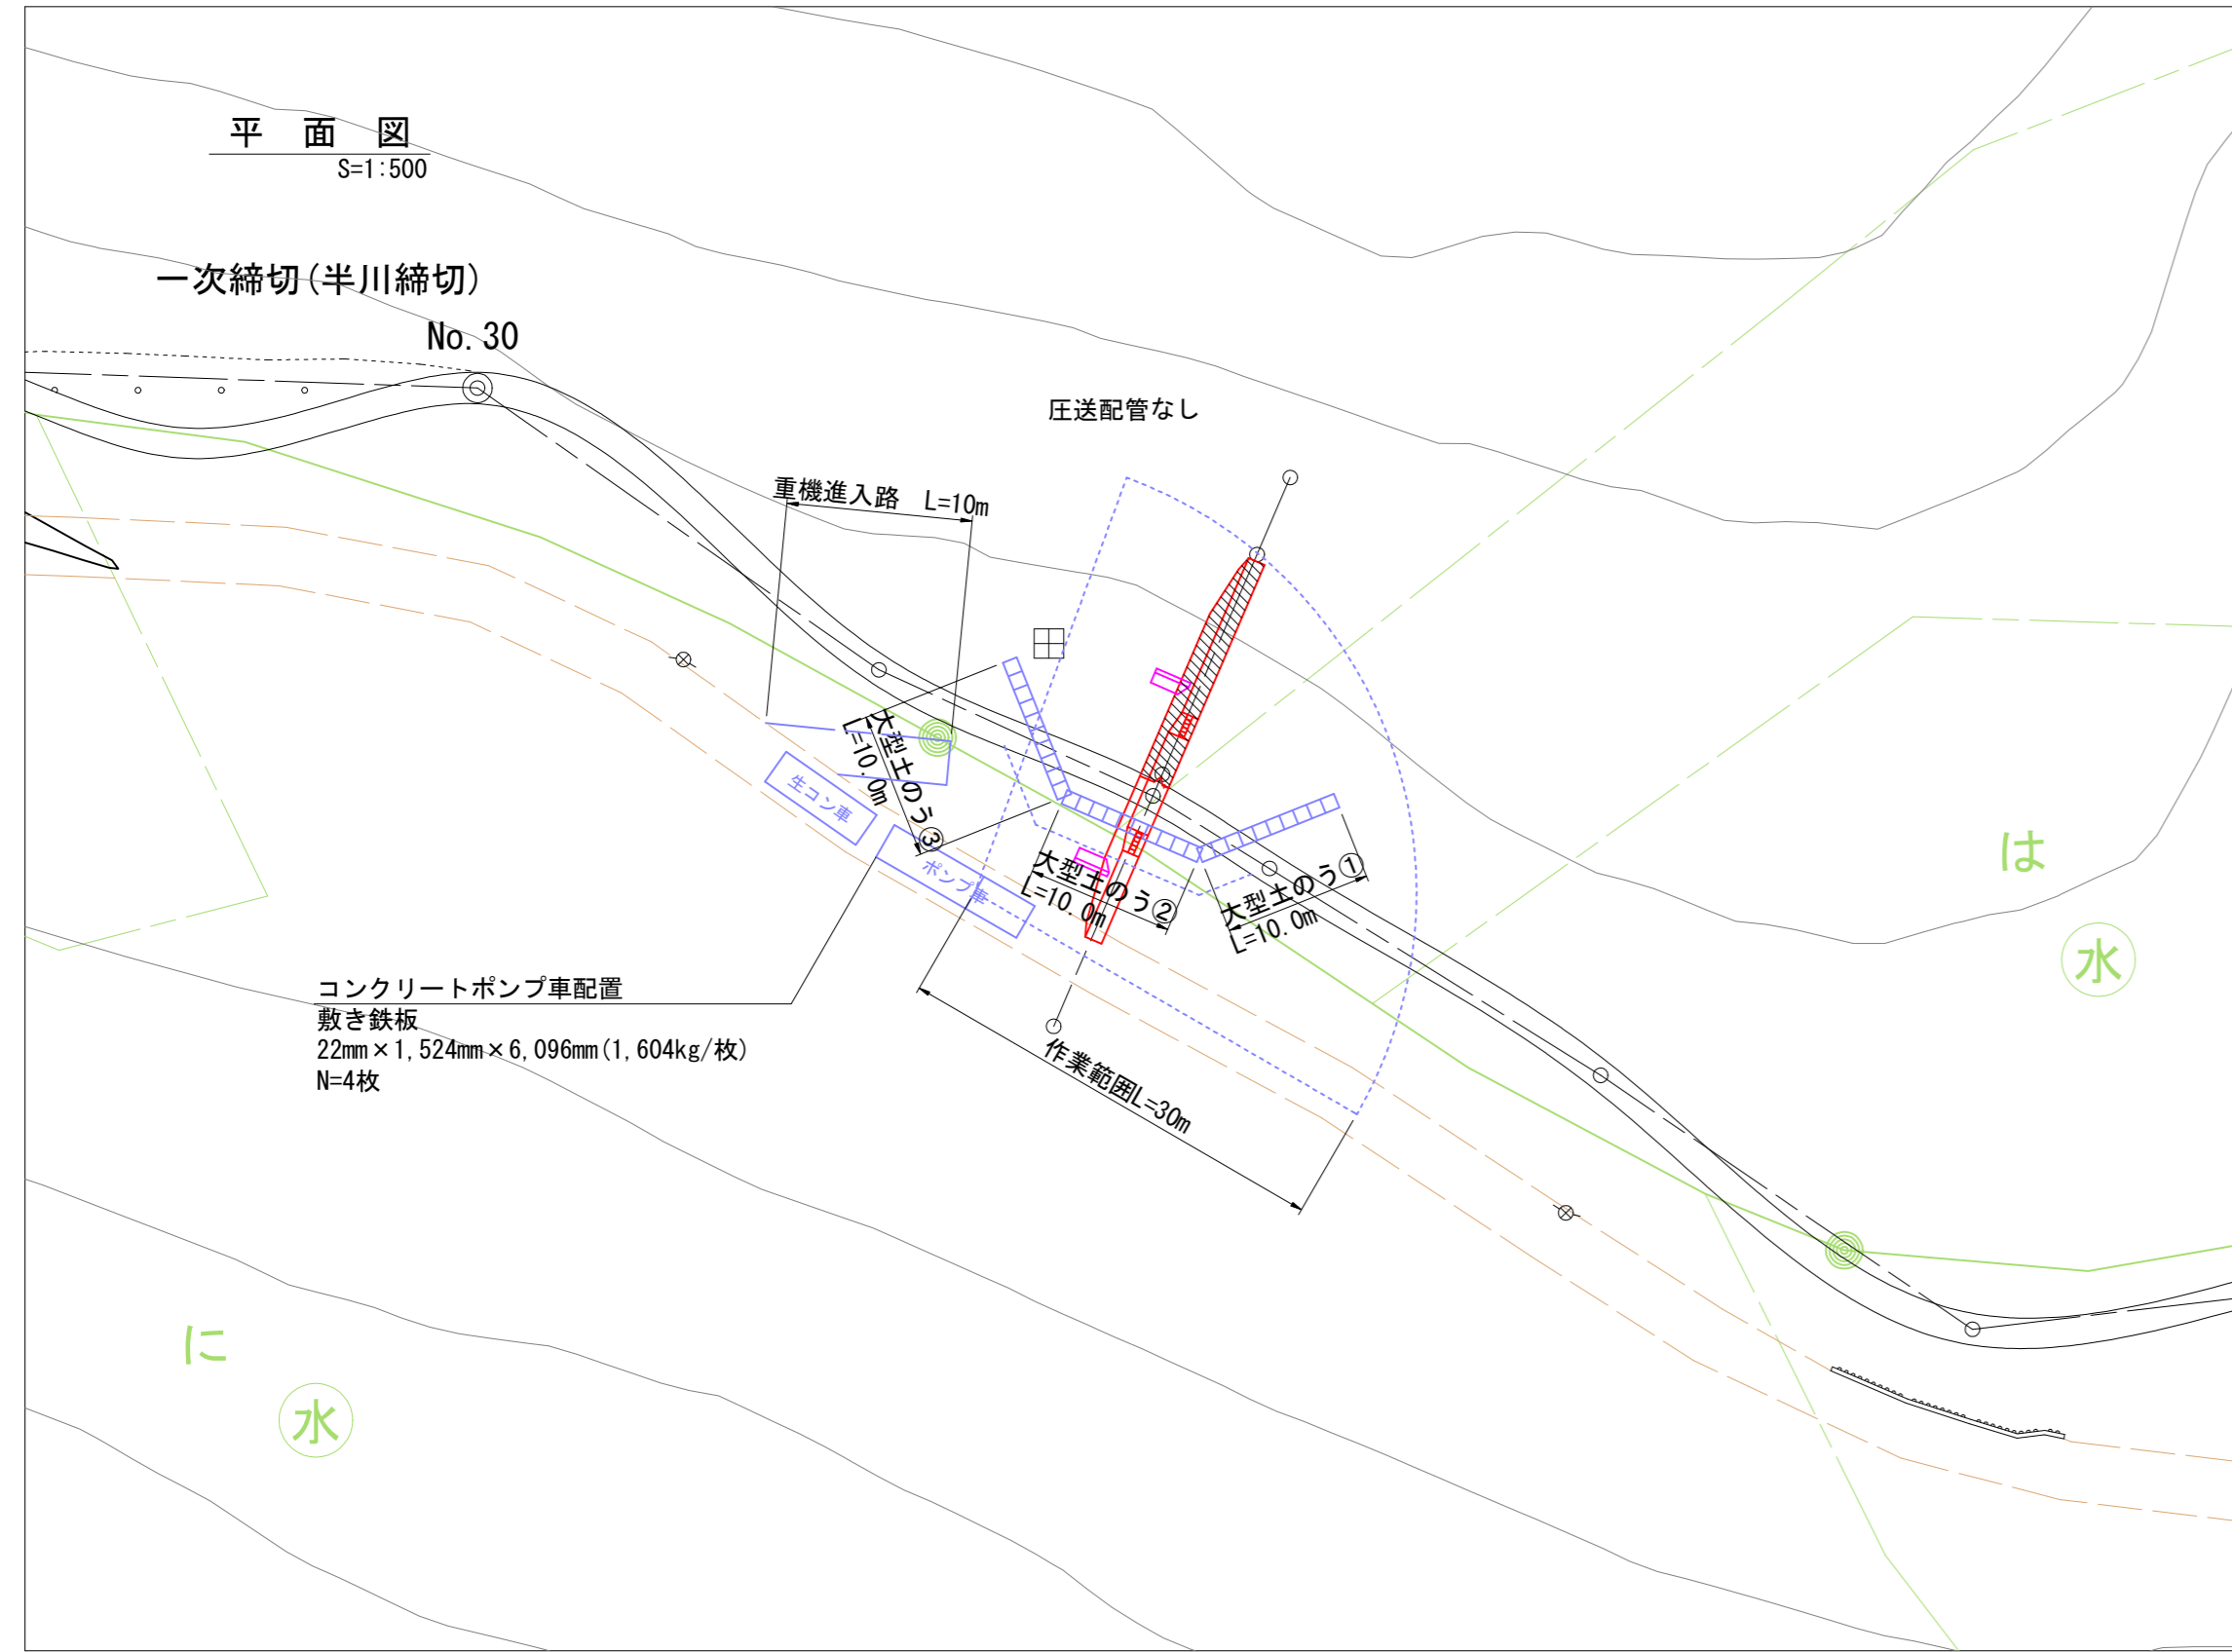 平 面 図
S=1:500
一次締切(半川締切)
No.30
圧送配管なし
重機進入路 L=10m
大型土のう③
L=10.0m
生コン車
ポンプ車
大型土のう②
L=10.0m
大型土のう①
L=10.0m
は
水
コンクリートポンプ車配置
敷き鉄板
22mm×1,524mm×6,096mm(1,604kg/枚)
N=4枚
作業範囲L=30m
に
水